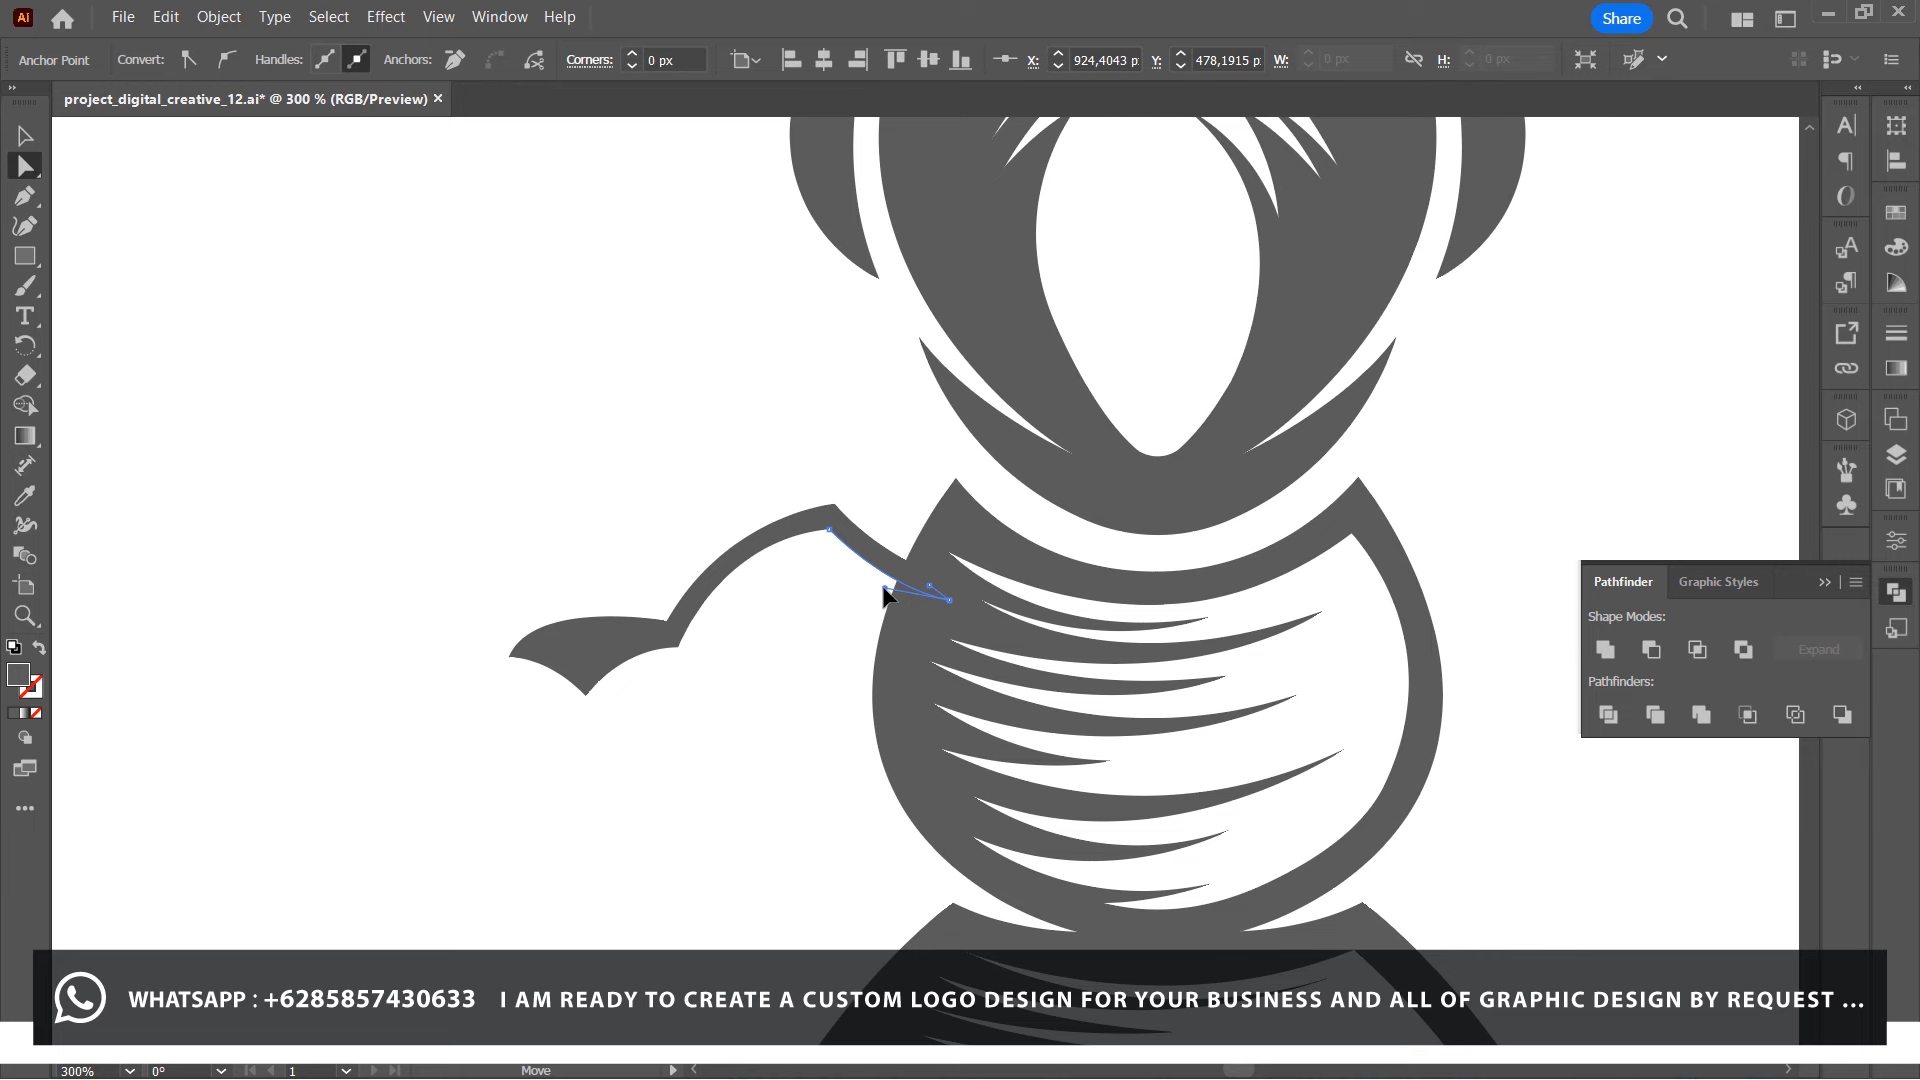 Ai File Edit Object Type Select Effect View Window Help Share
Anchor Point Convert: Handles: Anchors: Corners: 0 px X: 924,4043 p Y: 478,1915 p W: 0 px H: 0 px
project_digital_creative_12.ai* @ 300 % (RGB/Preview) ×
Pathfinder Graphic Styles
Shape Modes:
Expand
Pathfinders:
WHATSAPP : +6285857430633 I AM READY TO CREATE A CUSTOM LOGO DESIGN FOR YOUR BUSINESS AND ALL OF GRAPHIC DESIGN BY REQUEST ...
300% 0° 1 Move